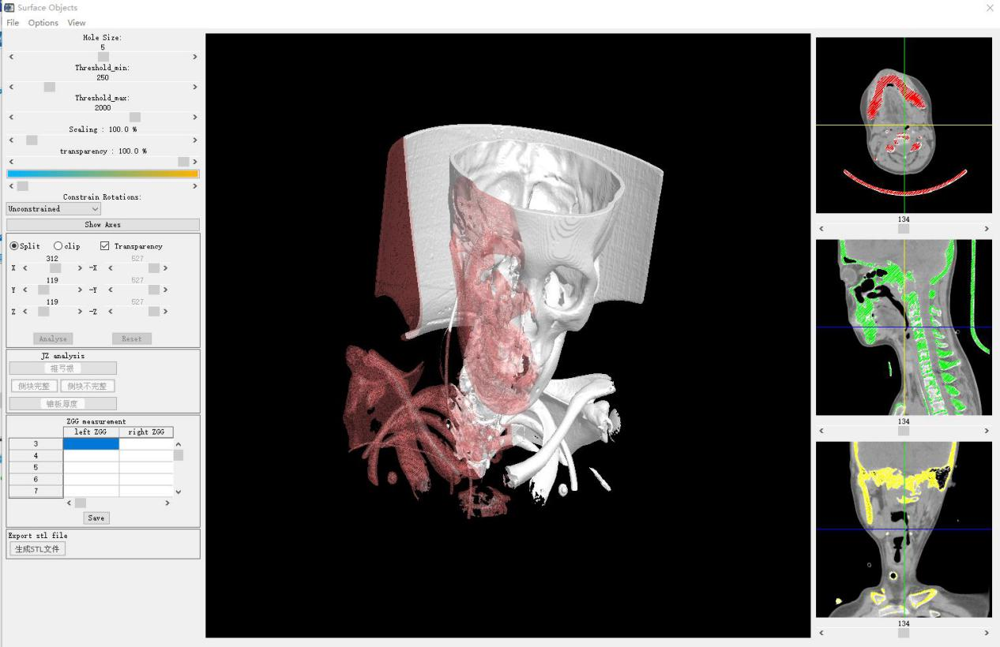 Surface Objects
File Options View
Hole Size:
5
Threshold_min:
250
Threshold_max:
2000
Scaling : 100.0 %
transparency : 100.0 %
Constrain Rotations:
Unconstrained
Show Axes
Split clip Transparency
312 527
X -X
119 527
Y -Y
119 527
Z -Z
Analyse Reset
JZ analysis
椎弓根
侧块完整 侧块不完整
椎板厚度
ZGG measurement
left ZGG right ZGG
3
4
5
6
7
Save
Export stl file
生成STL文件
134
134
134